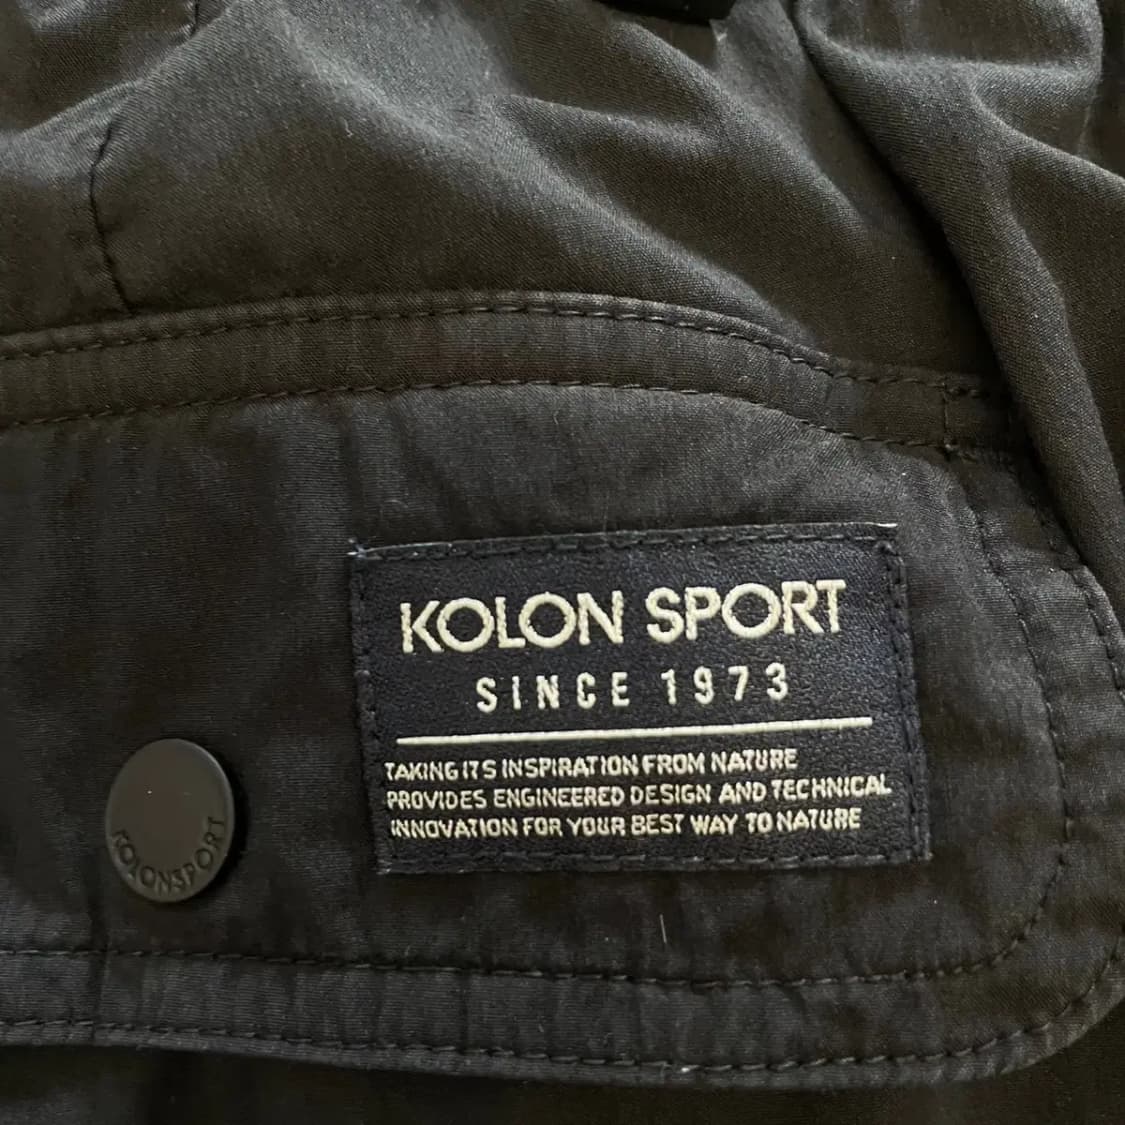 KOLON SPORT
SINCE 1973
TAKING ITS INSPIRATION FROM NATURE
PROVIDES ENGINEERED DESIGN AND TECHNICAL
INNOVATION FOR YOUR BEST WAY TO NATURE
KOLONSPORT